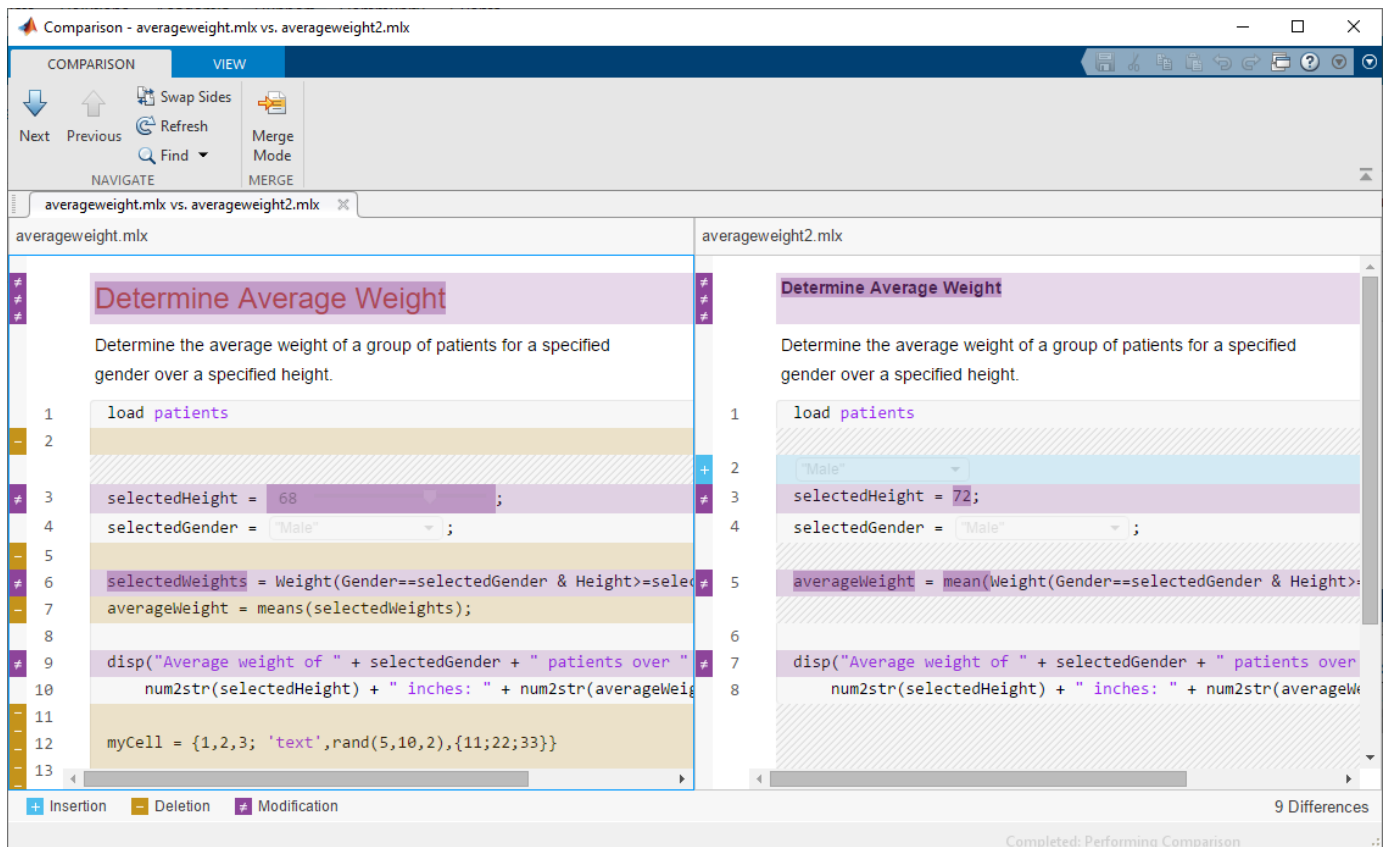 Comparison - averageweight.mlx vs. averageweight2.mlx
COMPARISON VIEW
Next Previous Swap Sides Refresh Find Merge Mode
NAVIGATE MERGE
averageweight.mlx vs. averageweight2.mlx
averageweight.mlx
Determine Average Weight
Determine the average weight of a group of patients for a specified
gender over a specified height.
1 load patients
2
3 selectedHeight = 68 ;
4 selectedGender = "Male" ;
5
6 selectedWeights = Weight(Gender==selectedGender & Height>=selec
7 averageWeight = means(selectedWeights);
8
9 disp("Average weight of " + selectedGender + " patients over "
10 num2str(selectedHeight) + " inches: " + num2str(averageWeig
11
12 myCell = {1,2,3; 'text',rand(5,10,2),{11;22;33}}
13
averageweight2.mlx
Determine Average Weight
Determine the average weight of a group of patients for a specified
gender over a specified height.
1 load patients
2 "Male"
3 selectedHeight = 72;
4 selectedGender = "Male" ;
5 averageWeight = mean(Weight(Gender==selectedGender & Height>=
6
7 disp("Average weight of " + selectedGender + " patients over
8 num2str(selectedHeight) + " inches: " + num2str(averageWe
+ Insertion − Deletion ≠ Modification 9 Differences
Completed: Performing Comparison